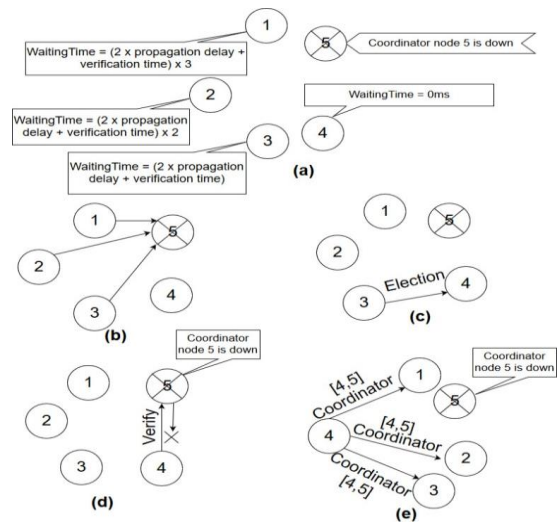 1
WaitingTime = (2 x propagation delay +
verification time) x 3
5
Coordinator node 5 is down
2
WaitingTime = (2 x propagation
delay + verification time) x 2
WaitingTime = 0ms
3
4
WaitingTime = (2 x propagation
delay + verification time)
(a)
1
5
2
3
4
(b)
1
5
2
3
Election
4
(c)
Coordinator
node 5 is down
1
5
2
Verify
3
4
(d)
Coordinator
node 5 is down
[4,5]
Coordinator
1
5
4
[4,5]
Coordinator
2
Coordinator
[4,5]
3
(e)